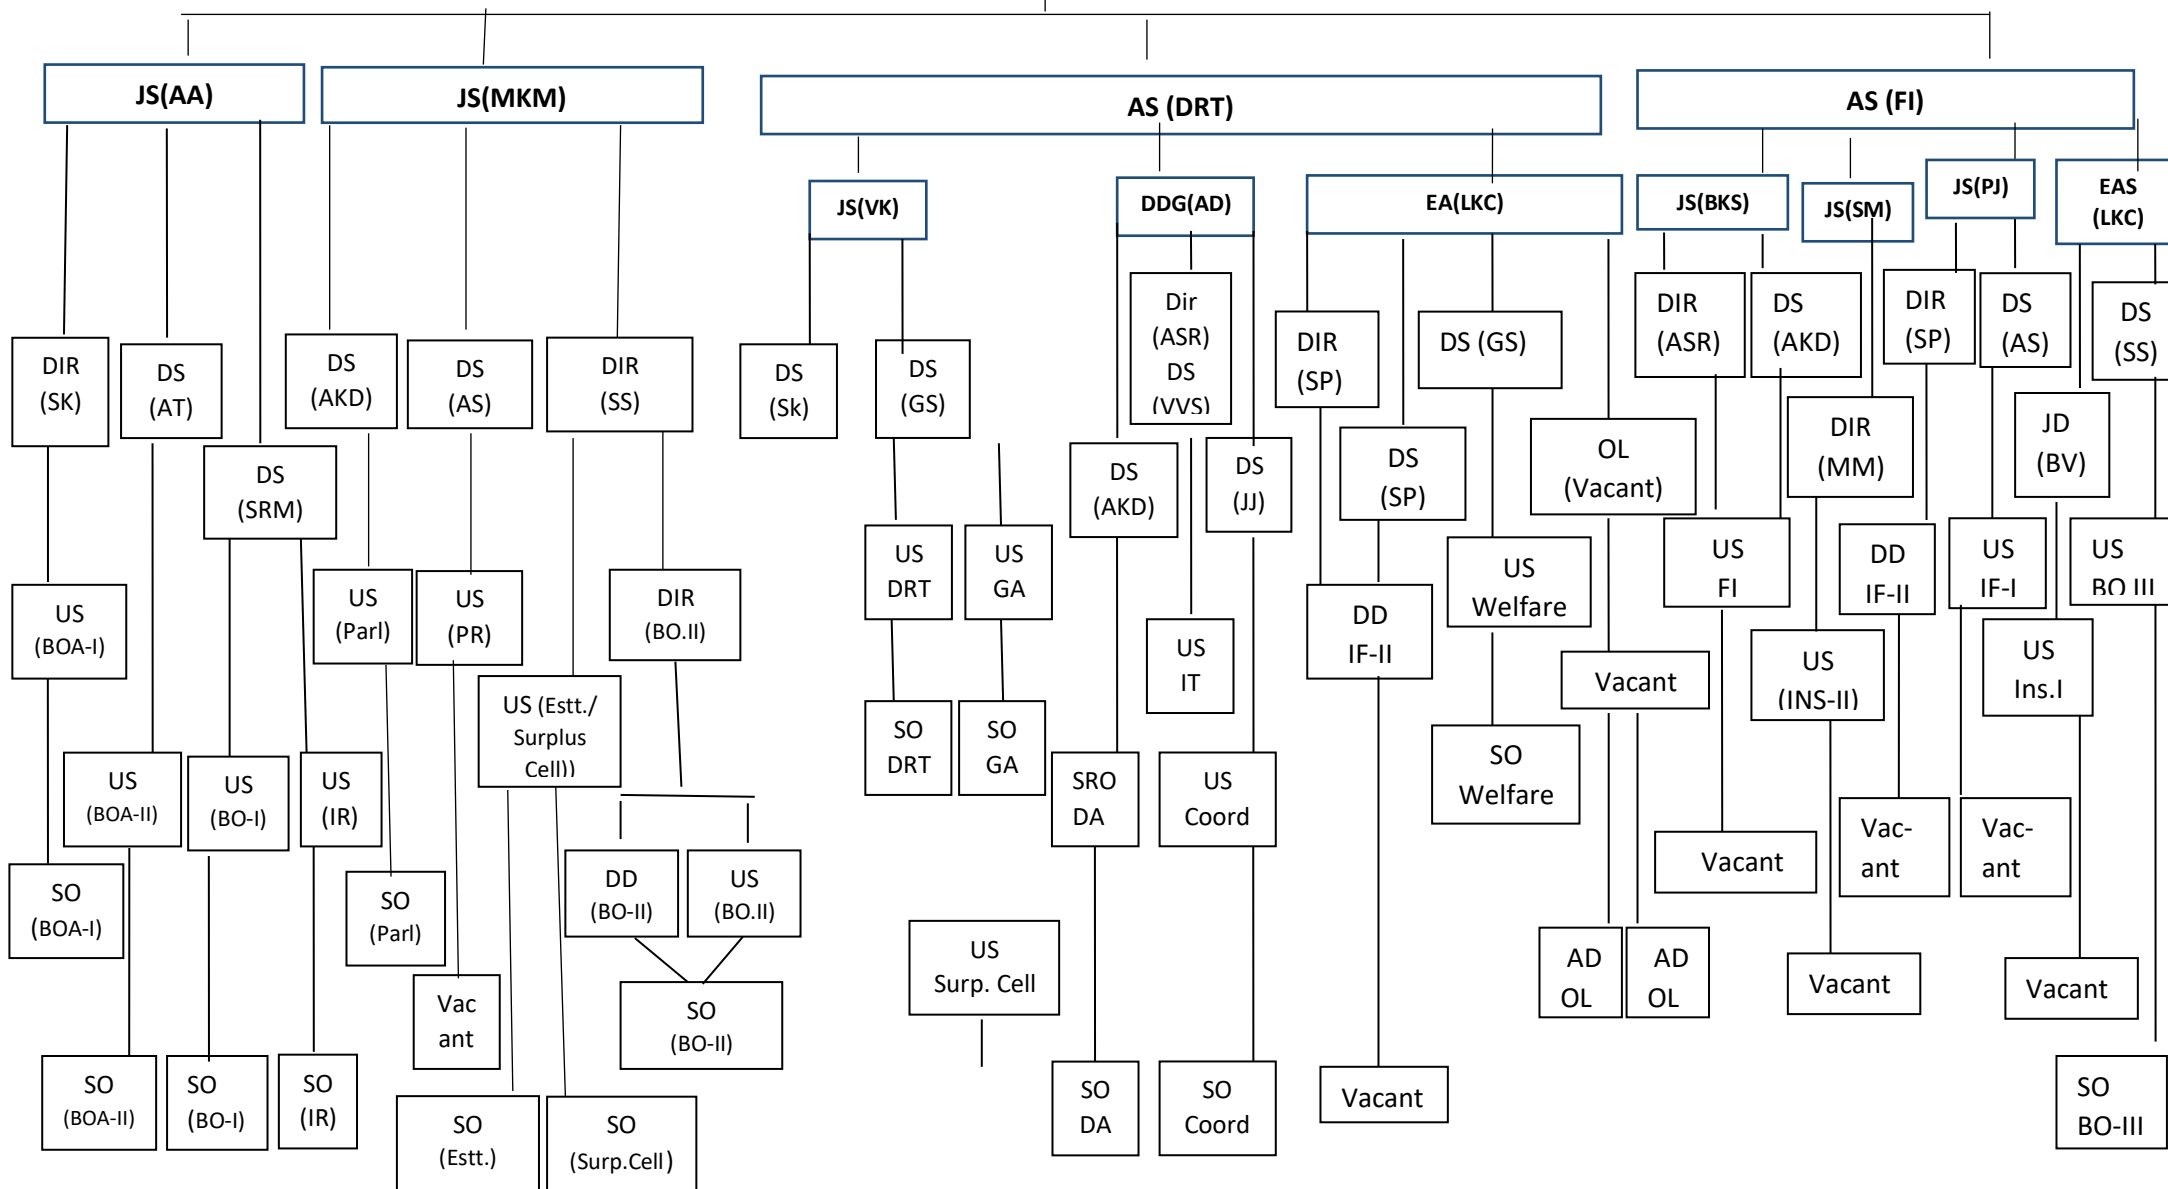 JS(AA)
JS(MKM)
AS (DRT)
AS (FI)
JS(VK)
DDG(AD)
EA(LKC)
JS(BKS)
JS(SM)
JS(PJ)
EAS
(LKC)
DIR
(SK)
DS
(AT)
DS
(SRM)
DS
(AKD)
DS
(AS)
DIR
(SS)
DS
(Sk)
DS
(GS)
Dir
(ASR)
DS
(VVS)
DS
(AKD)
DS
(JJ)
DIR
(SP)
DS
(SP)
DS (GS)
OL
(Vacant)
DIR
(ASR)
DS
(AKD)
DIR
(MM)
DIR
(SP)
DS
(AS)
JD
(BV)
DS
(SS)
US
(BOA-I)
US
(Parl)
US
(PR)
DIR
(BO.II)
US (Estt./
Surplus
Cell))
US
DRT
US
GA
US
IT
DD
IF-II
US
Welfare
Vacant
US
FI
US
(INS-II)
DD
IF-II
US
IF-I
US
Ins.I
US
BO III
US
(BOA-II)
US
(BO-I)
US
(IR)
SO
DRT
SO
GA
SRO
DA
US
Coord
SO
Welfare
Vacant
Vac-
ant
Vac-
ant
SO
(BOA-I)
SO
(Parl)
DD
(BO-II)
US
(BO.II)
Vac
ant
SO
(BO-II)
US
Surp. Cell
AD
OL
AD
OL
Vacant
Vacant
SO
(BOA-II)
SO
(BO-I)
SO
(IR)
SO
(Estt.)
SO
(Surp.Cell)
SO
DA
SO
Coord
Vacant
SO
BO-III